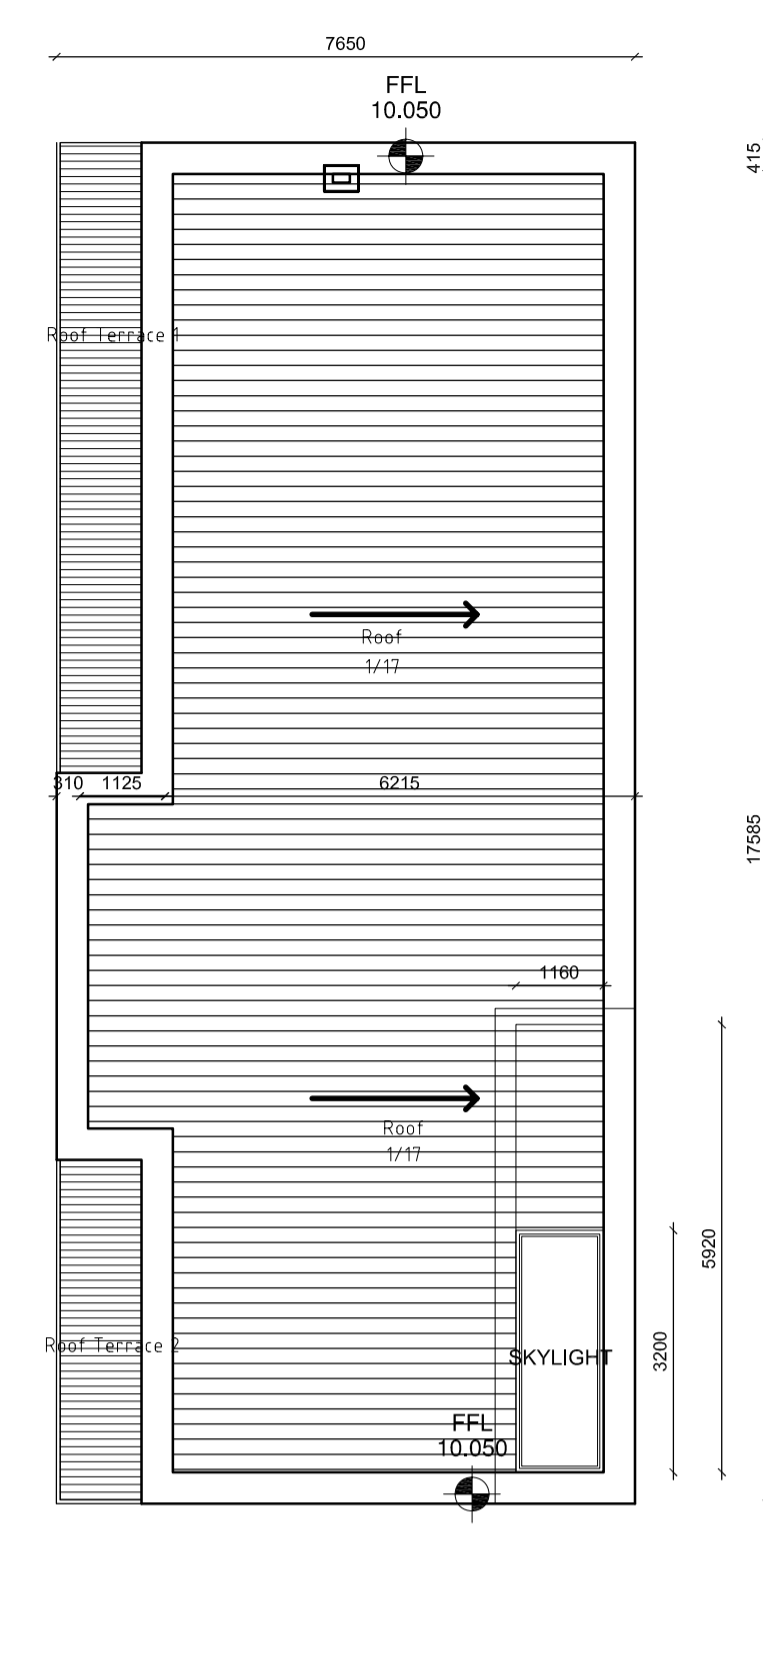 7650
FFL
10.050
415
Roof Terrace 1
Roof
1/17
310 1125 6215
17585
1160
Roof
1/17
5920
3200
Roof Terrace 2
SKYLIGHT
FFL
10.050